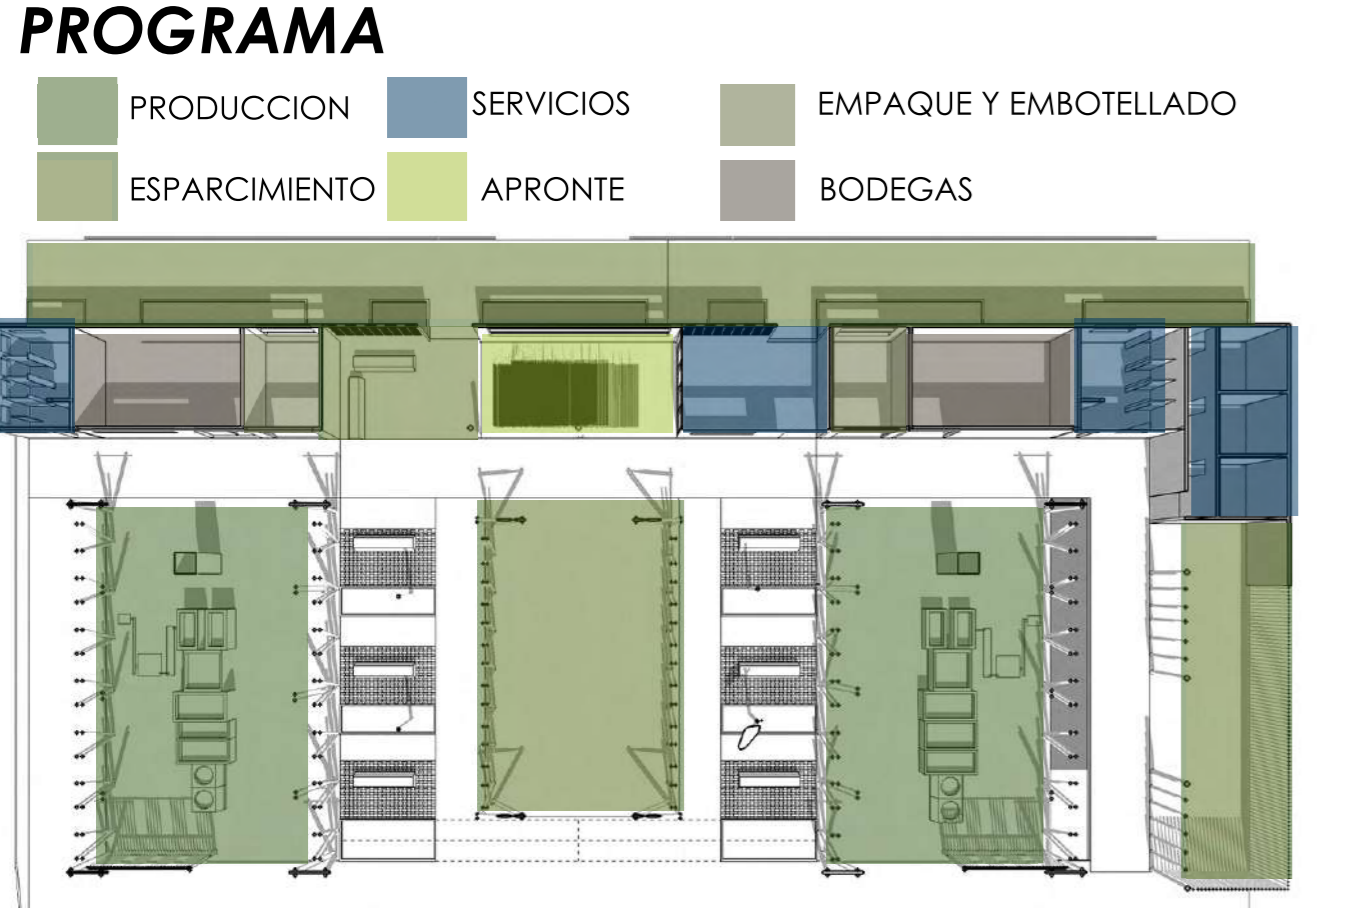 PROGRAMA
PRODUCCION
SERVICIOS
EMPAQUE Y EMBOTELLADO
ESPARCIMIENTO
APRONTE
BODEGAS